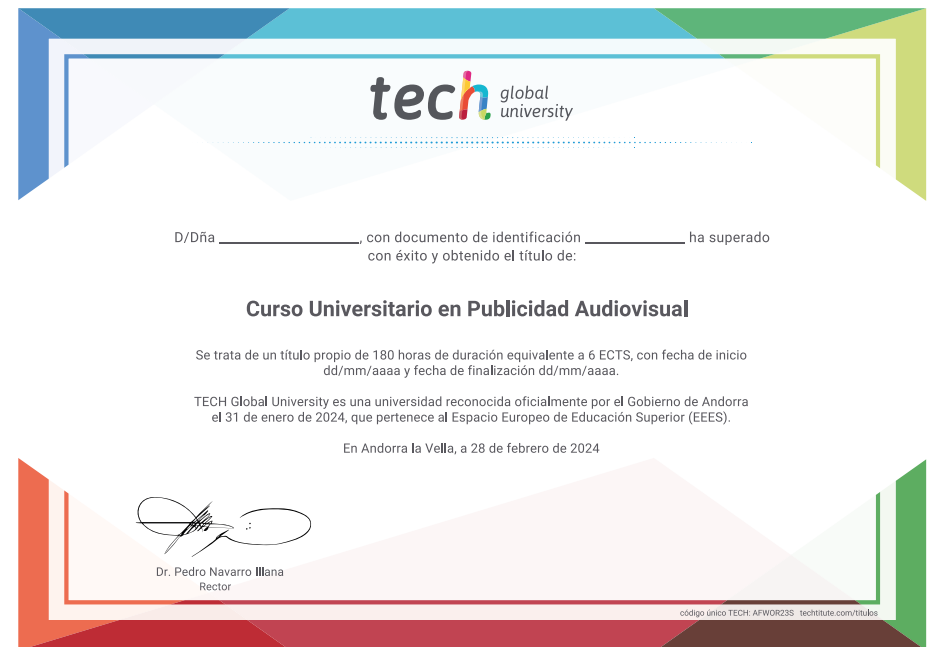 tech global university
D/Dña ____________________, con documento de identificación ______________ ha superado
con éxito y obtenido el título de:
Curso Universitario en Publicidad Audiovisual
Se trata de un título propio de 180 horas de duración equivalente a 6 ECTS, con fecha de inicio
dd/mm/aaaa y fecha de finalización dd/mm/aaaa.
TECH Global University es una universidad reconocida oficialmente por el Gobierno de Andorra
el 31 de enero de 2024, que pertenece al Espacio Europeo de Educación Superior (EEES).
En Andorra la Vella, a 28 de febrero de 2024
Dr. Pedro Navarro Illana
Rector
código único TECH: AFWOR23S techtitute.com/titulos